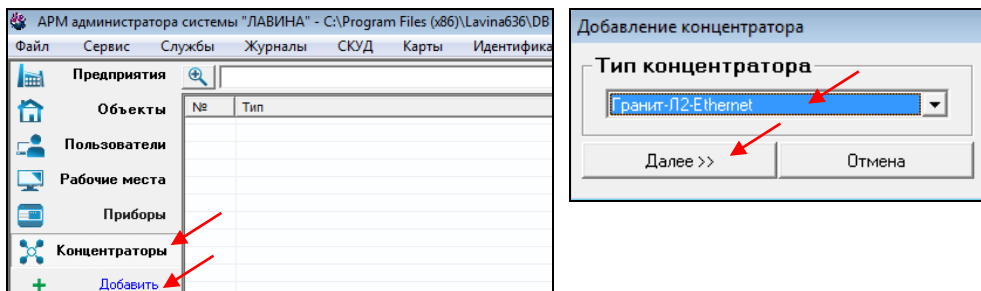 АРМ администратора системы "ЛАВИНА" - C:\Program Files (x86)\Lavina636\DB
Файл Сервис Службы Журналы СКУД Карты Идентифика
Предприятия
Объекты
№ Тип
Пользователи
Рабочие места
Приборы
Концентраторы
Добавить
Добавление концентратора
Тип концентратора
Гранит-Л2-Ethernet
Далее >> Отмена